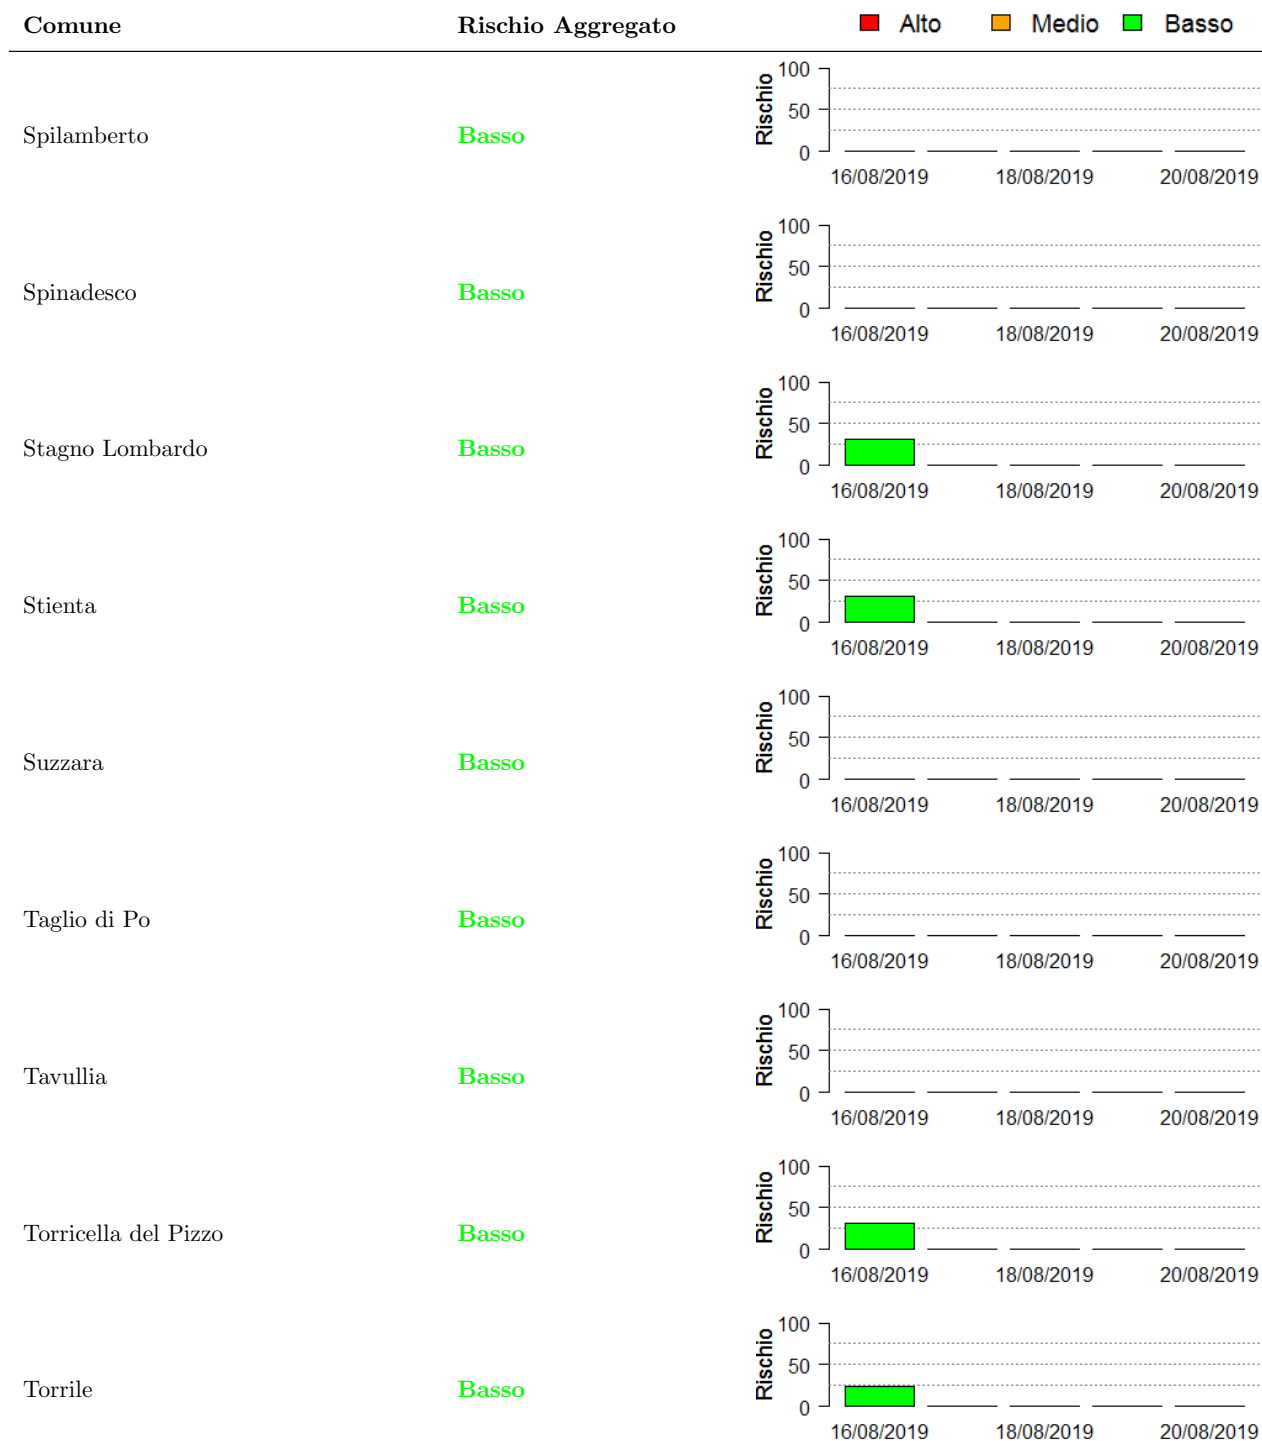 Comune Rischio Aggregato Alto Medio Basso
Spilamberto Basso
Rischio
100
50
0
16/08/2019 18/08/2019 20/08/2019
Spinadesco Basso
Rischio
100
50
0
16/08/2019 18/08/2019 20/08/2019
Stagno Lombardo Basso
Rischio
100
50
0
16/08/2019 18/08/2019 20/08/2019
Stienta Basso
Rischio
100
50
0
16/08/2019 18/08/2019 20/08/2019
Suzzara Basso
Rischio
100
50
0
16/08/2019 18/08/2019 20/08/2019
Taglio di Po Basso
Rischio
100
50
0
16/08/2019 18/08/2019 20/08/2019
Tavullia Basso
Rischio
100
50
0
16/08/2019 18/08/2019 20/08/2019
Torricella del Pizzo Basso
Rischio
100
50
0
16/08/2019 18/08/2019 20/08/2019
Torrile Basso
Rischio
100
50
0
16/08/2019 18/08/2019 20/08/2019